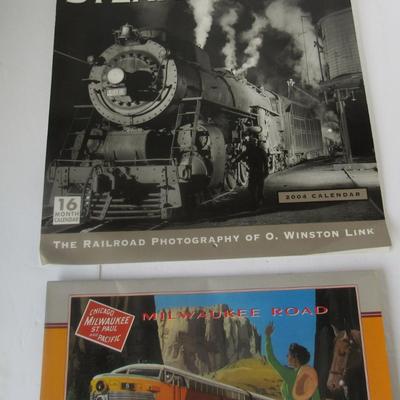 16
MONTH
CALENDAR
2004 CALENDAR
THE RAILROAD PHOTOGRAPHY OF O. WINSTON LINK
MILWAUKEE ROAD
CHICAGO
MILWAUKEE
ST. PAUL
AND
PACIFIC